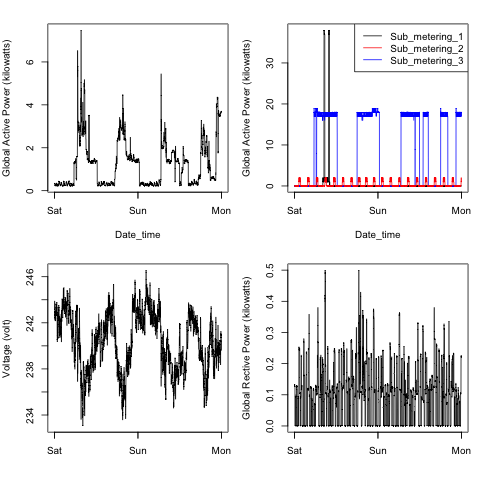 Global Active Power (kilowatts)
0
2
4
6
Sat
Sun
Mon
Date_time
Global Active Power (kilowatts)
0
10
20
30
Sub_metering_1
Sub_metering_2
Sub_metering_3
Sat
Sun
Mon
Date_time
Voltage (volt)
234
238
242
246
Sat
Sun
Mon
Global Rective Power (kilowatts)
0.0
0.1
0.2
0.3
0.4
0.5
Sat
Sun
Mon